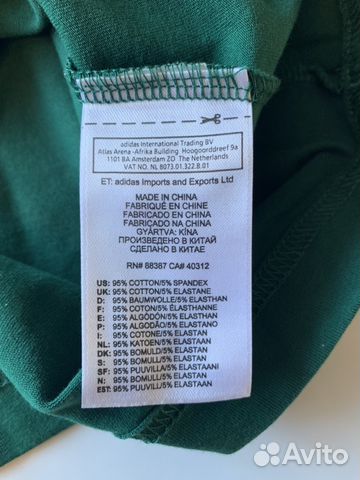 adidas International Trading BV
Atlas Arena -Afrika Building Hoogoorddreef 9a
1101 BA Amsterdam ZO The Netherlands
VAT NO. NL 8073.01.322.B.01
ET: adidas Imports and Exports Ltd
MADE IN CHINA
FABRIQUÉ EN CHINE
FABRICADO EN CHINA
FABRICADO NA CHINA
GYÁRTVA: KÍNA
ПРОИЗВЕДЕНО В КИТАЙ
СДЕЛАНО В КИТАЕ
RN# 88387 CA# 40312
US: 95% COTTON/5% SPANDEX
UK: 95% COTTON/5% ELASTANE
D: 95% BAUMWOLLE/5% ELASTHAN
F: 95% COTON/5% ÉLASTHANNE
E: 95% ALGODÓN/5% ELASTANO
P: 95% ALGODÃO/5% ELASTANO
I: 95% COTONE/5% ELASTAN
NL: 95% KATOEN/5% ELASTAAN
DK: 95% BOMULD/5% ELASTAN
S: 95% BOMULL/5% ELASTAN
SF: 95% PUUVILLA/5% ELASTAANI
N: 95% BOMULL/5% ELASTAN
EST: 95% PUUVILL/5% ELASTAAN
Avito